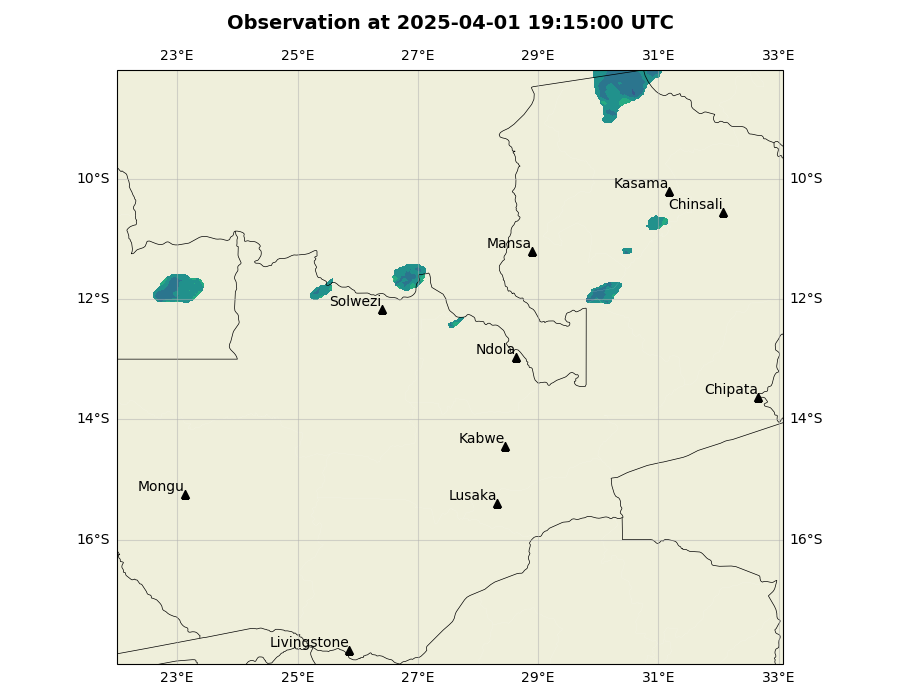 Observation at 2025-04-01 19:15:00 UTC
23°E 25°E 27°E 29°E 31°E 33°E
10°S 10°S
Kasama
Chinsali
Mansa
12°S 12°S
Solwezi
Ndola
Chipata
14°S 14°S
Kabwe
Mongu
Lusaka
16°S 16°S
Livingstone
23°E 25°E 27°E 29°E 31°E 33°E